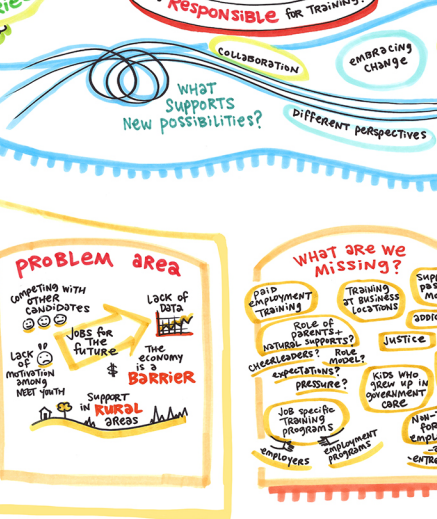 RESPONSIBLE for TRAINING?
COLLABORATION
EMBRACING
CHANGE
WHAT
SUPPORTS
NEW POSSIBILITIES?
DIFFERENT PERSPECTIVES
PROBLEM AREA
COMPETING WITH
OTHER
CANDIDATES
LACK OF
DATA
JOBS FOR
THE
FUTURE
LACK
OF
MOTIVATION
AMONG
NEET YOUTH
$
THE
ECONOMY
IS A
BARRIER
SUPPORT
IN RURAL
AREAS
WHAT ARE WE
MISSING?
PAID
EMPLOYMENT
TRAINING
TRAINING
AT BUSINESS
LOCATIONS
ROLE OF
PARENTS +
NATURAL SUPPORTS?
CHEERLEADERS?
ROLE
MODEL?
EXPECTATIONS?
PRESSURE?
JUSTICE
KIDS WHO
GREW UP IN
GOVERNMENT
CARE
JOB SPECIFIC
TRAINING
PROGRAMS
EMPLOYERS
EMPLOYMENT
PROGRAMS